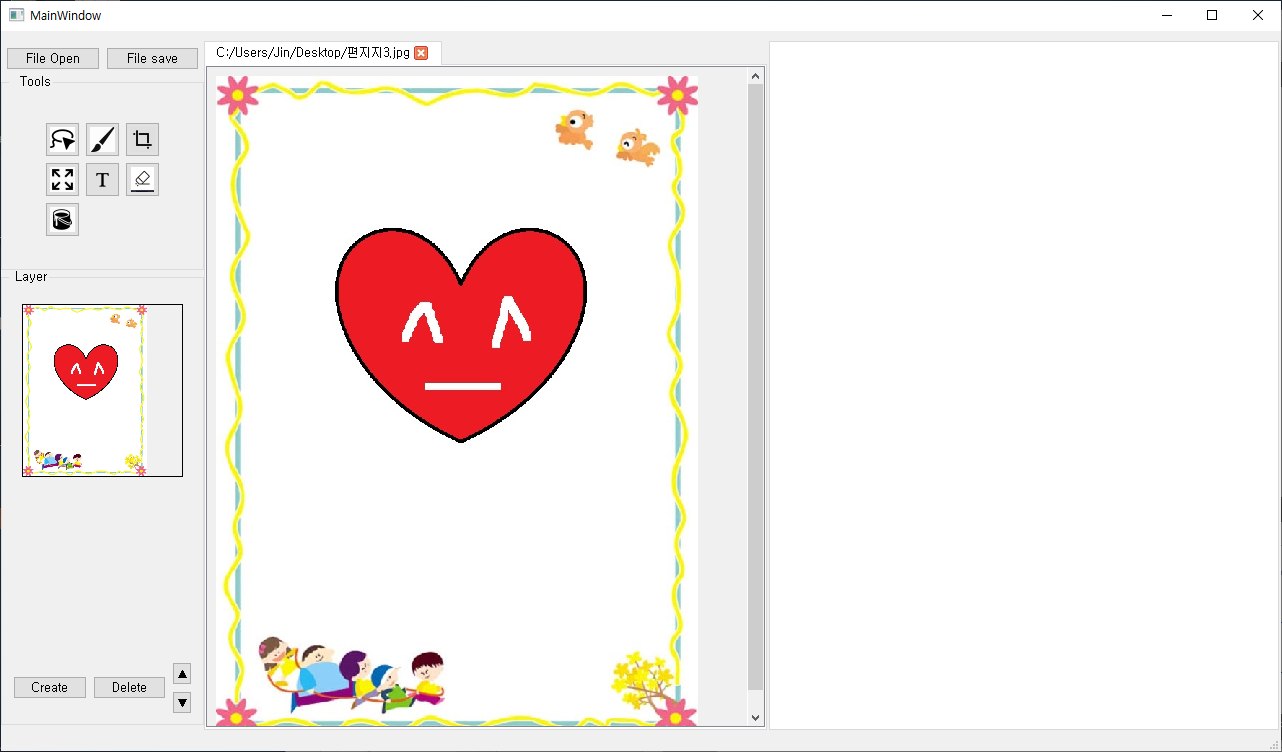 MainWindow
File Open
File save
C:/Users/Jin/Desktop/편지지3.jpg
Tools
T
Layer
Create
Delete